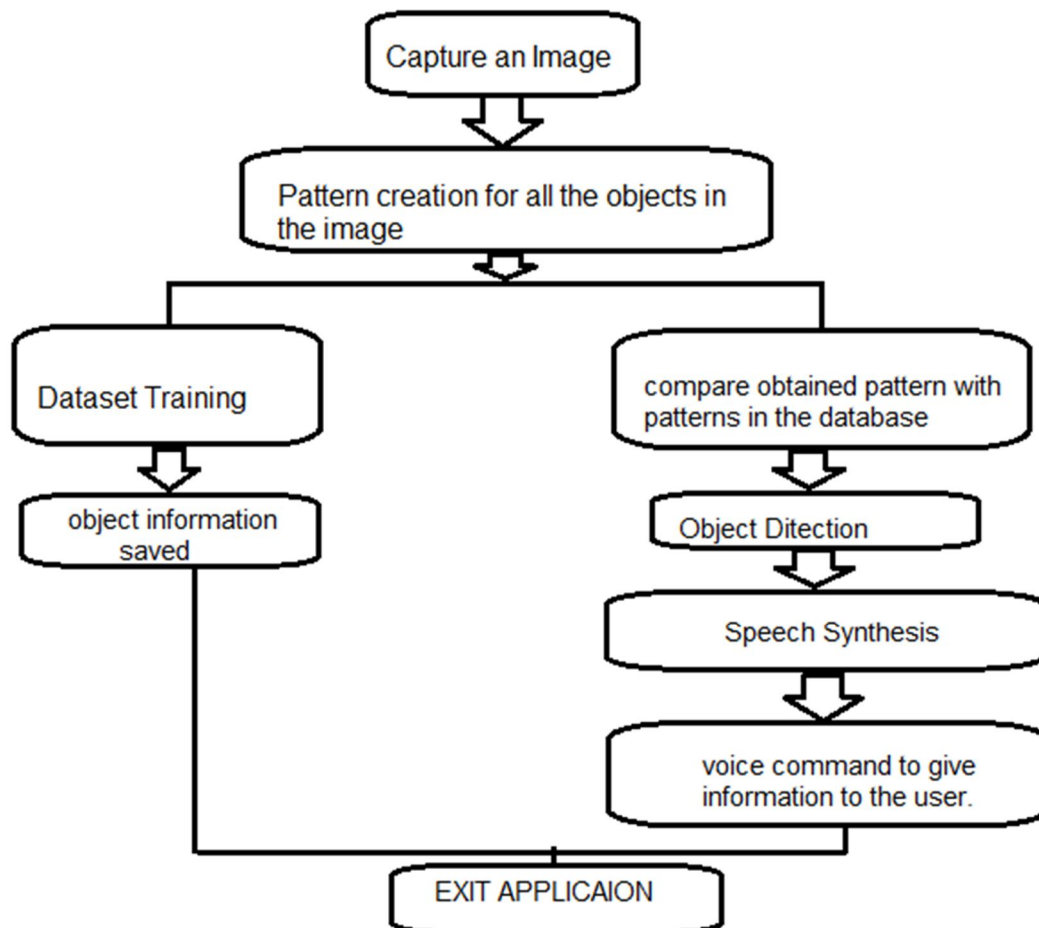 Capture an Image
Pattern creation for all the objects in
the image
Dataset Training
object information
saved
compare obtained pattern with
patterns in the database
Object Ditection
Speech Synthesis
voice command to give
information to the user.
EXIT APPLICAION